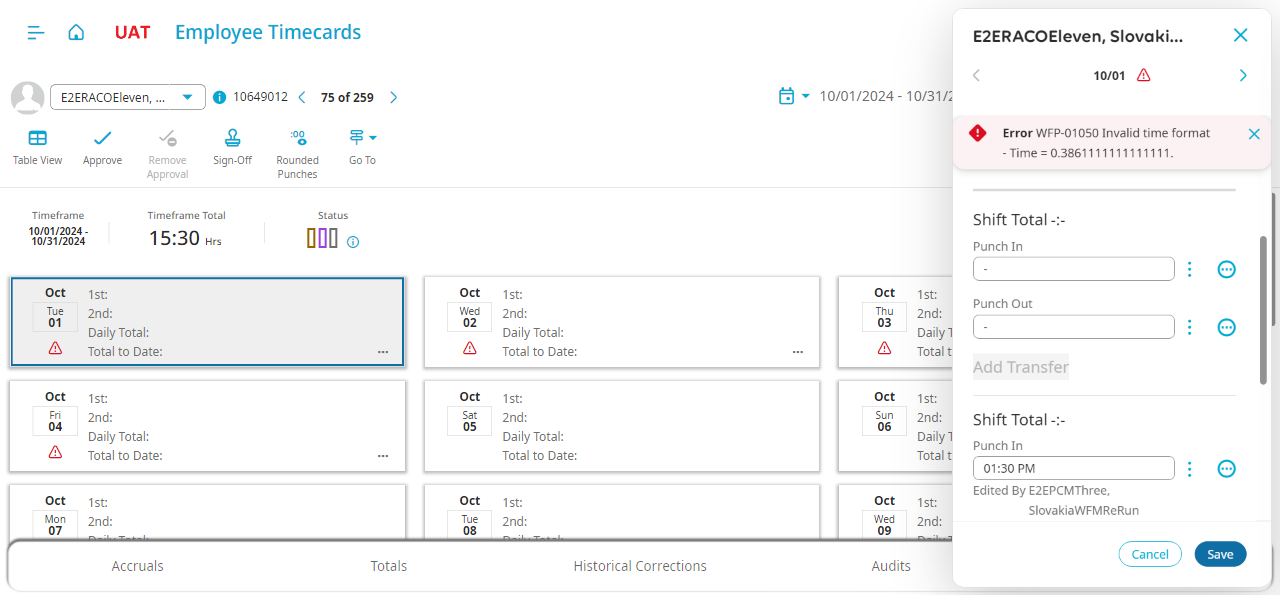 UAT
Employee Timecards
E2ERACOEleven, ...
10649012
75 of 259
10/01/2024 - 10/31/2
Table View
Approve
Remove
Approval
Sign-Off
:00
Rounded
Punches
Go To
Timeframe
10/01/2024 -
10/31/2024
Timeframe Total
15:30 Hrs
Status
Oct
Tue
01
1st:
2nd:
Daily Total:
Total to Date:
Oct
Wed
02
1st:
2nd:
Daily Total:
Total to Date:
Oct
Thu
03
1st:
2nd:
Daily T
Total t
Oct
Fri
04
1st:
2nd:
Daily Total:
Total to Date:
Oct
Sat
05
1st:
2nd:
Daily Total:
Total to Date:
Oct
Sun
06
1st:
2nd:
Daily T
Total t
Oct
Mon
07
1st:
2nd:
Daily Total:
Oct
Tue
08
1st:
2nd:
Daily Total:
Oct
Wed
09
1st:
2nd:
Daily T
Accruals
Totals
Historical Corrections
Audits
E2ERACOEleven, Slovaki...
10/01
Error WFP-01050 Invalid time format
- Time = 0.3861111111111111.
Shift Total -:-
Punch In
-
Punch Out
-
Add Transfer
Shift Total -:-
Punch In
01:30 PM
Edited By E2EPCMThree,
SlovakiaWFMReRun
Cancel
Save